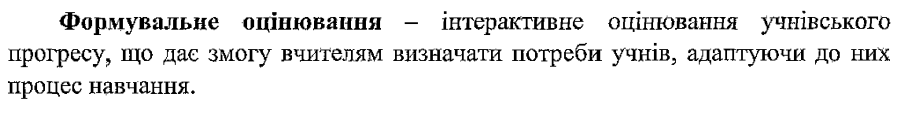 Формувальне оцінювання – інтерактивне оцінювання учнівського
прогресу, що дає змогу вчителям визначати потреби учнів, адаптуючи до них
процес навчання.